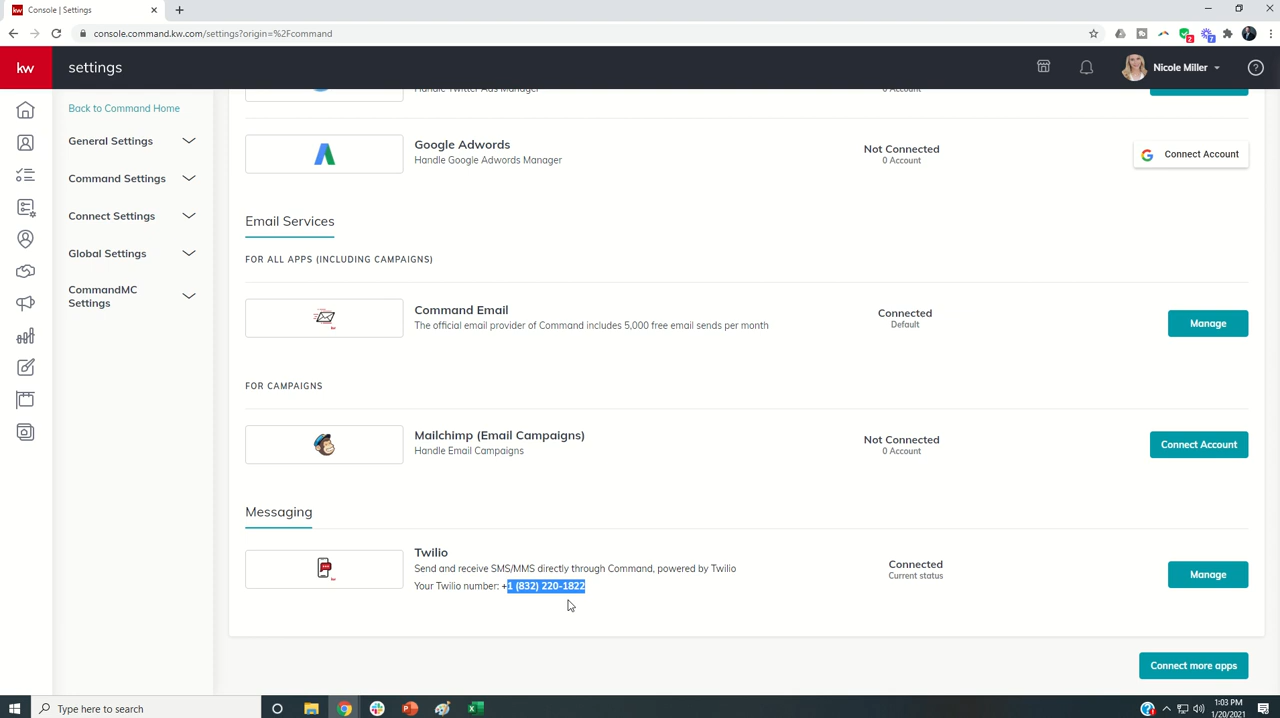 Console | Settings
console.command.kw.com/settings?origin=%2Fcommand
2
7
kw
settings
Nicole Miller
?
Back to Command Home
General Settings
Command Settings
Connect Settings
Global Settings
CommandMC
Settings
Handle Twitter Ads Manager
0 Account
Google Adwords
Handle Google Adwords Manager
Not Connected
0 Account
Connect Account
Email Services
FOR ALL APPS (INCLUDING CAMPAIGNS)
Command Email
The official email provider of Command includes 5,000 free email sends per month
Connected
Default
Manage
FOR CAMPAIGNS
Mailchimp (Email Campaigns)
Handle Email Campaigns
Not Connected
0 Account
Connect Account
Messaging
Twilio
Send and receive SMS/MMS directly through Command, powered by Twilio
Your Twilio number: +1 (832) 220-1822
Connected
Current status
Manage
Connect more apps
Type here to search
1:03 PM
1/20/2021